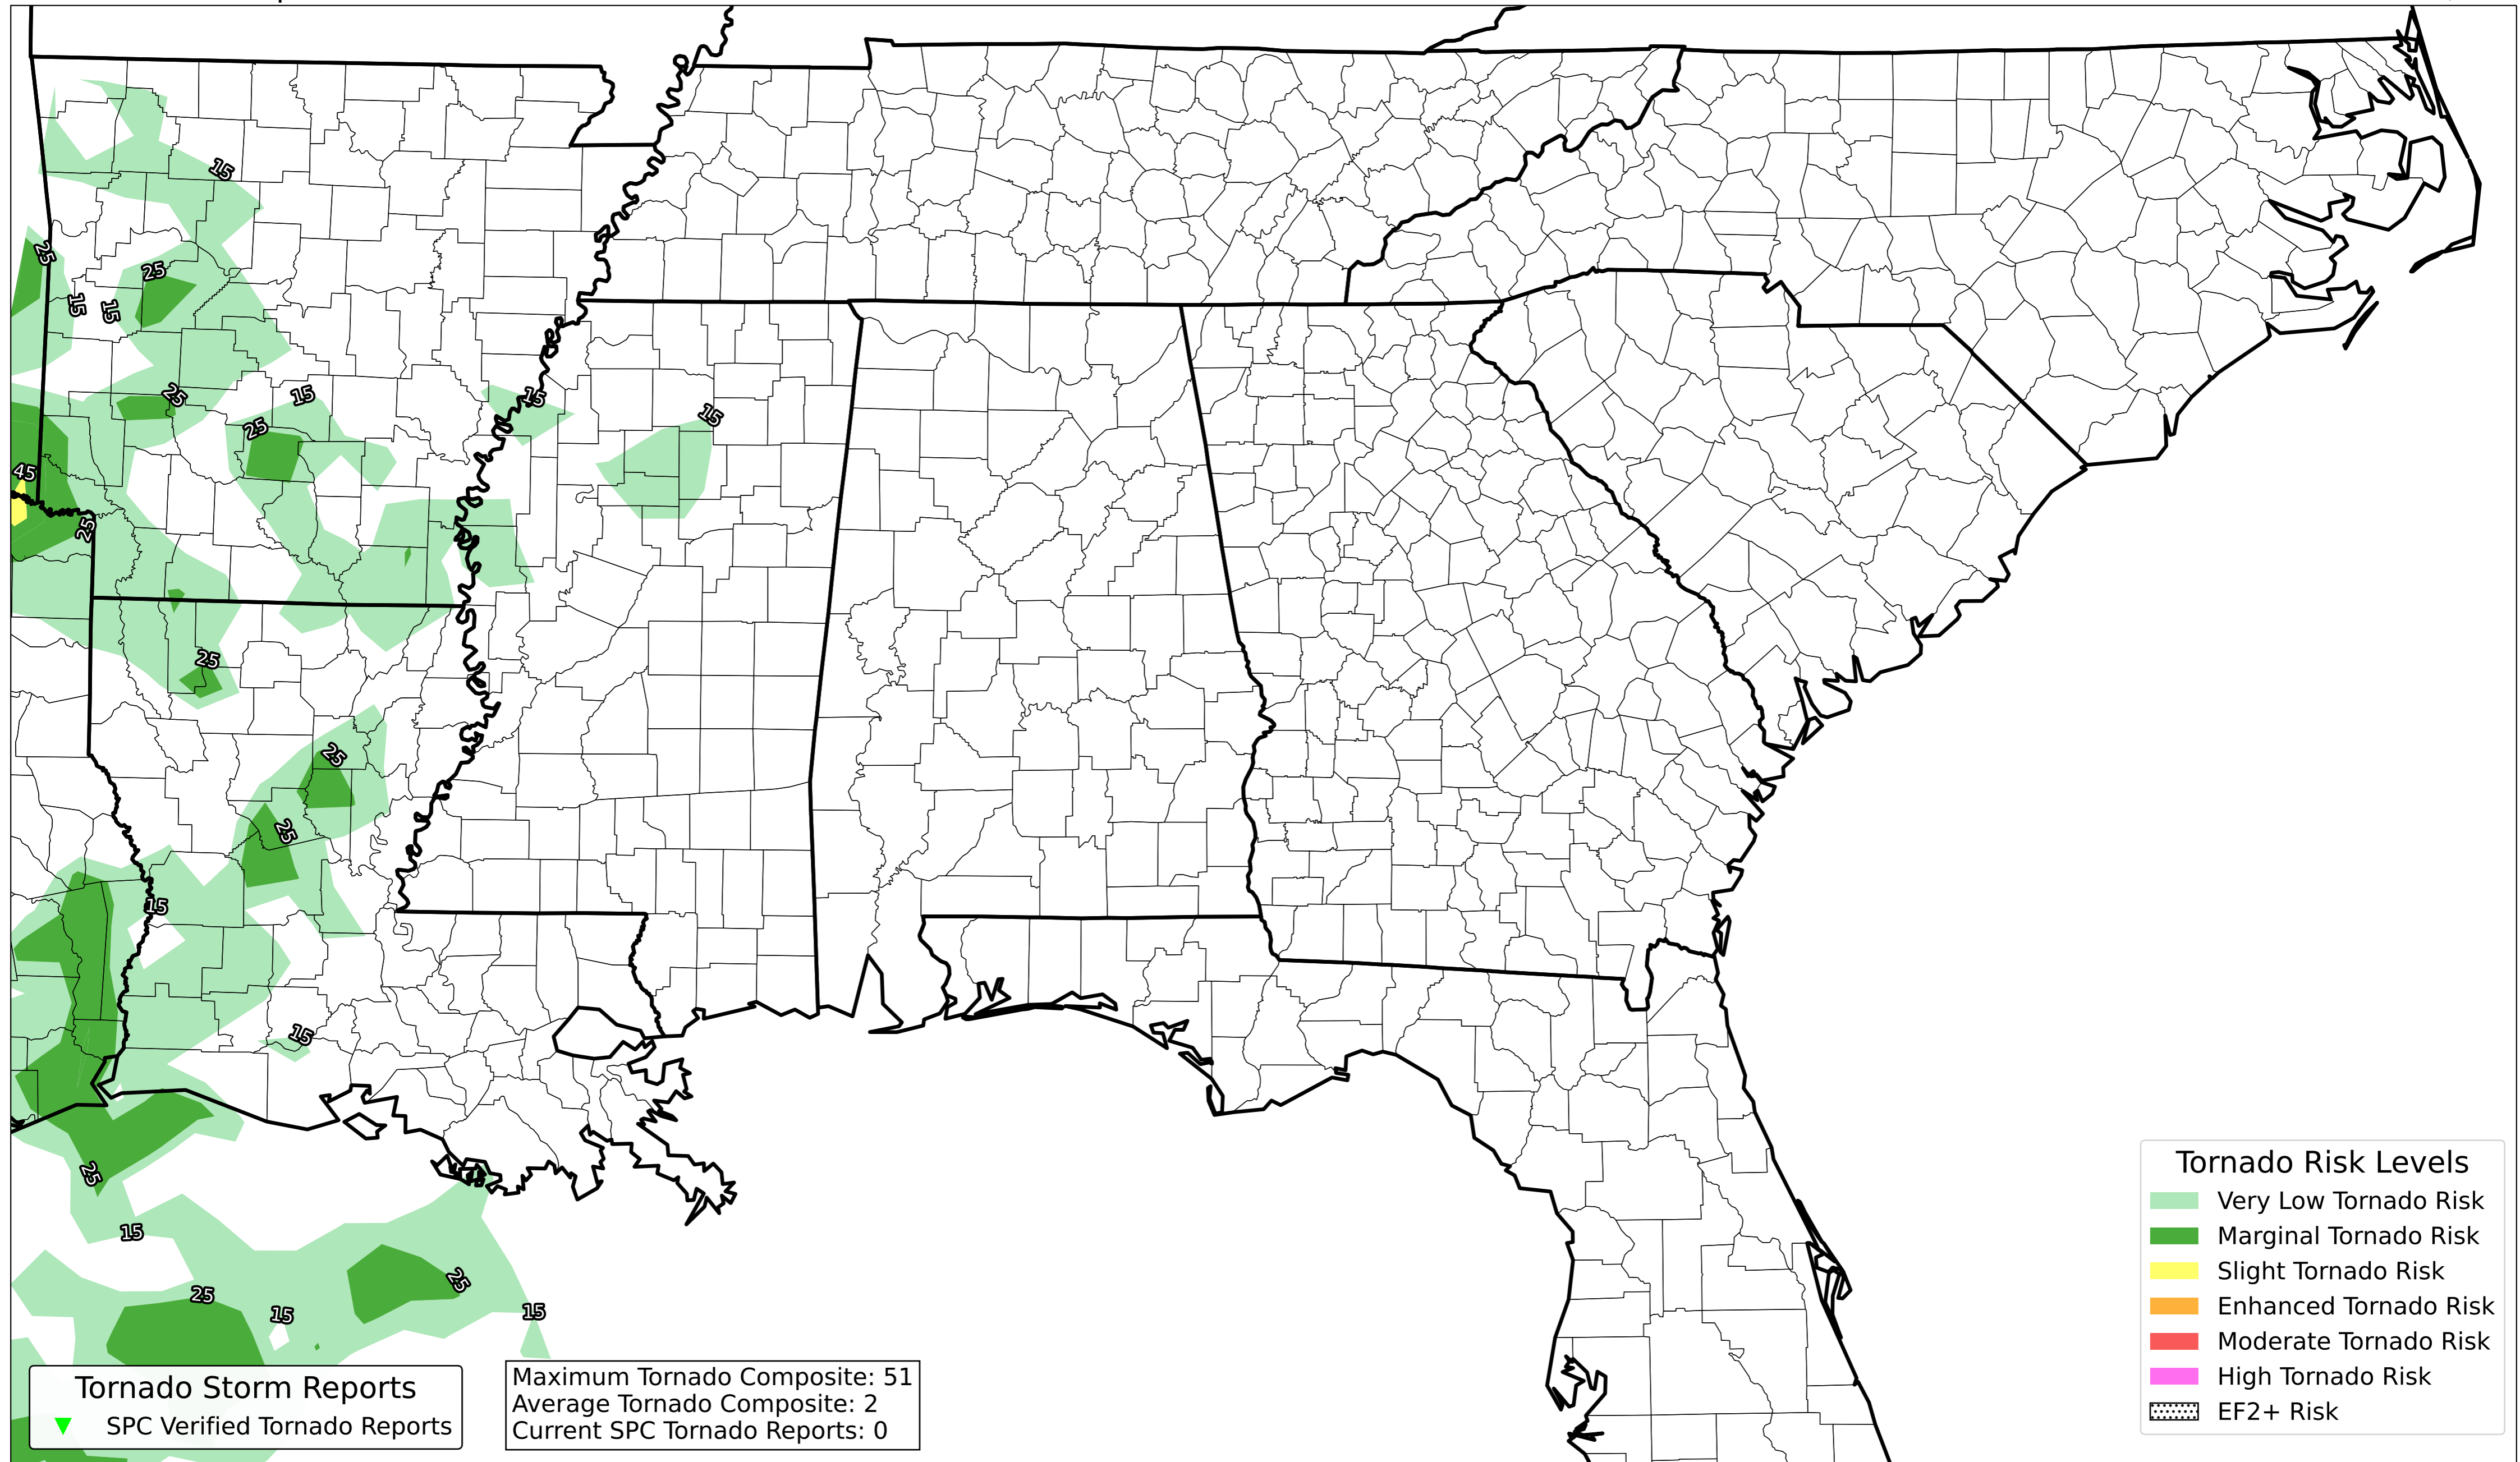 15
25
25
15
15
25
15
15
15
25
45
25
25
25
25
15
15
25
15
25
25
15
15
Tornado Storm Reports
SPC Verified Tornado Reports
Maximum Tornado Composite: 51
Average Tornado Composite: 2
Current SPC Tornado Reports: 0
Tornado Risk Levels
Very Low Tornado Risk
Marginal Tornado Risk
Slight Tornado Risk
Enhanced Tornado Risk
Moderate Tornado Risk
High Tornado Risk
EF2+ Risk